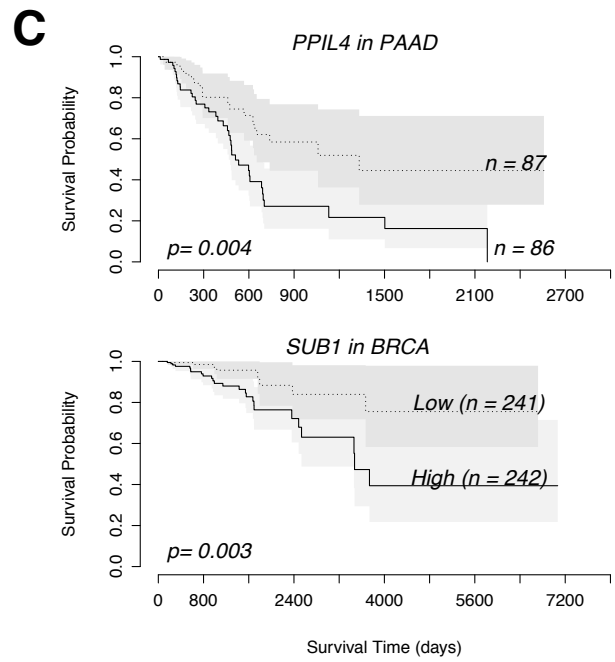 C
PPIL4 in PAAD
Survival Probability
1.0
0.8
0.6
0.4
0.2
0.0
n = 87
n = 86
p= 0.004
0 300 600 900 1500 2100 2700
SUB1 in BRCA
Survival Probability
1.0
0.8
0.6
0.4
0.2
0.0
Low (n = 241)
High (n = 242)
p= 0.003
0 800 2400 4000 5600 7200
Survival Time (days)